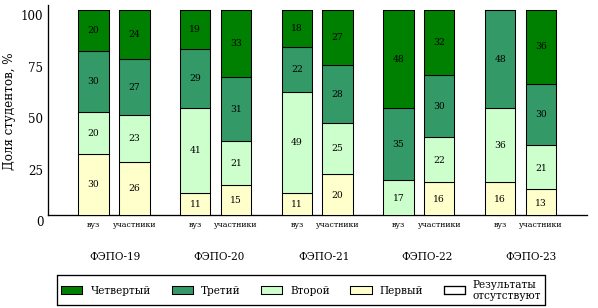 Доля студентов, %
100
75
50
25
0
20 24 19 33 18 27 48 32 48 36
30 27 29 31 22 28 35 30 36 30
20 23 41 21 49 25 17 22 16 21
30 26 11 15 11 20 16 13
вуз участники вуз участники вуз участники вуз участники вуз участники
ФЭПО-19 ФЭПО-20 ФЭПО-21 ФЭПО-22 ФЭПО-23
Четвертый Третий Второй Первый Результаты
отсутствуют